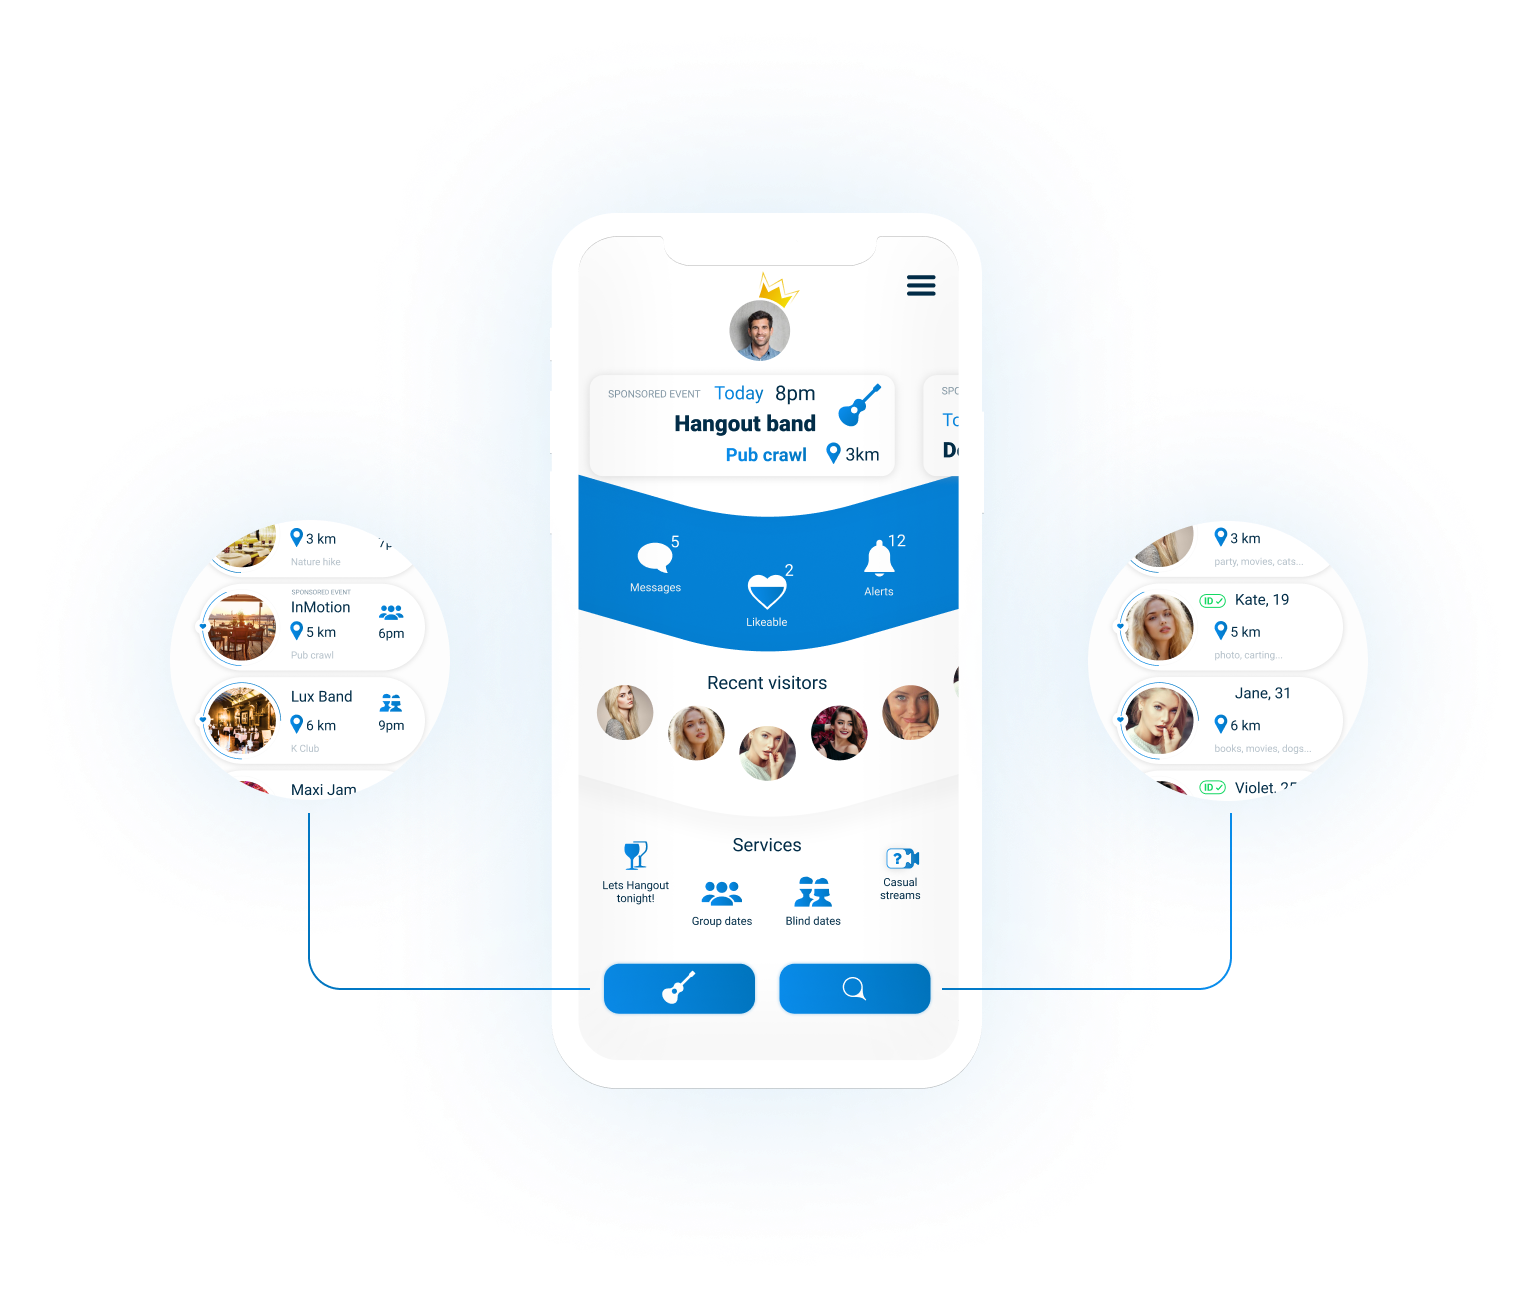 SPONSORED EVENT Today 8pm
Hangout band
Pub crawl 3km
SPO
To
5
Messages
2
Likeable
12
Alerts
Recent visitors
Services
Lets Hangout
tonight!
Group dates
Blind dates
Casual
streams
3 km
Nature hike
SPONSORED EVENT
InMotion
5 km
6pm
Pub crawl
Lux Band
6 km
9pm
K Club
Maxi Jam
3 km
party, movies, cats...
ID Kate, 19
5 km
photo, carting...
Jane, 31
6 km
books, movies, dogs...
ID Violet, 25